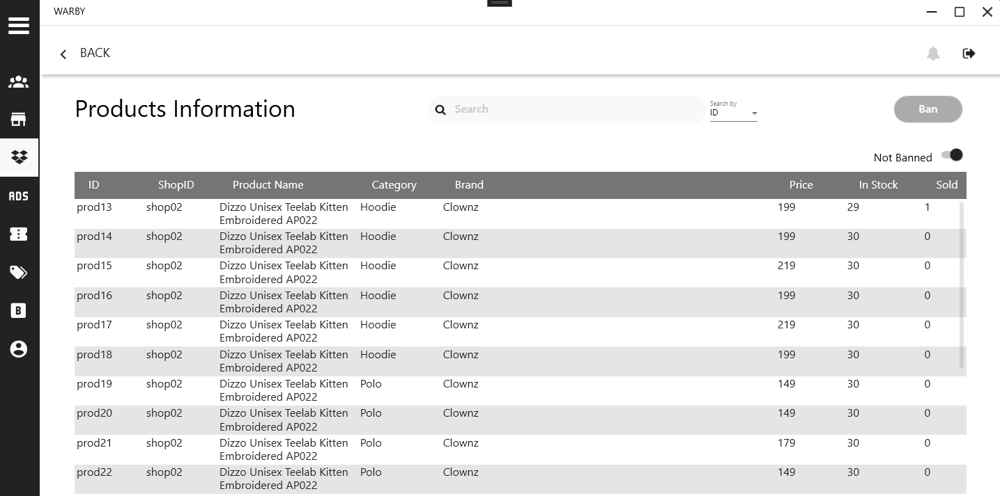 WARBY
BACK
Products Information
Search
Search by
ID
Ban
Not Banned
ADS
ID ShopID Product Name Category Brand Price In Stock Sold
prod13 shop02 Dizzo Unisex Teelab Kitten Hoodie Clownz 199 29 1
Embroidered AP022
prod14 shop02 Dizzo Unisex Teelab Kitten Hoodie Clownz 199 30 0
Embroidered AP022
prod15 shop02 Dizzo Unisex Teelab Kitten Hoodie Clownz 219 30 0
Embroidered AP022
prod16 shop02 Dizzo Unisex Teelab Kitten Hoodie Clownz 199 30 0
Embroidered AP022
prod17 shop02 Dizzo Unisex Teelab Kitten Hoodie Clownz 219 30 0
Embroidered AP022
prod18 shop02 Dizzo Unisex Teelab Kitten Hoodie Clownz 199 30 0
Embroidered AP022
prod19 shop02 Dizzo Unisex Teelab Kitten Polo Clownz 149 30 0
Embroidered AP022
prod20 shop02 Dizzo Unisex Teelab Kitten Polo Clownz 149 30 0
Embroidered AP022
prod21 shop02 Dizzo Unisex Teelab Kitten Polo Clownz 179 30 0
Embroidered AP022
prod22 shop02 Dizzo Unisex Teelab Kitten Polo Clownz 149 30 0
Embroidered AP022
B